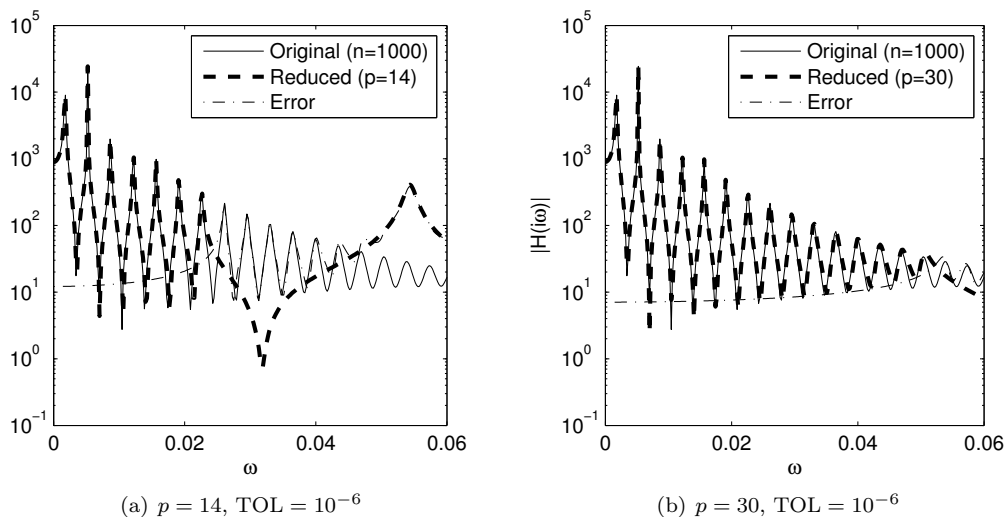 10^5
10^4
10^3
10^2
10^1
10^0
10^-1
0
0.02
0.04
0.06
ω
Original (n=1000)
Reduced (p=14)
Error
(a) p = 14, TOL = 10^-6
|H(iω)|
10^5
10^4
10^3
10^2
10^1
10^0
10^-1
0
0.02
0.04
0.06
ω
Original (n=1000)
Reduced (p=30)
Error
(b) p = 30, TOL = 10^-6